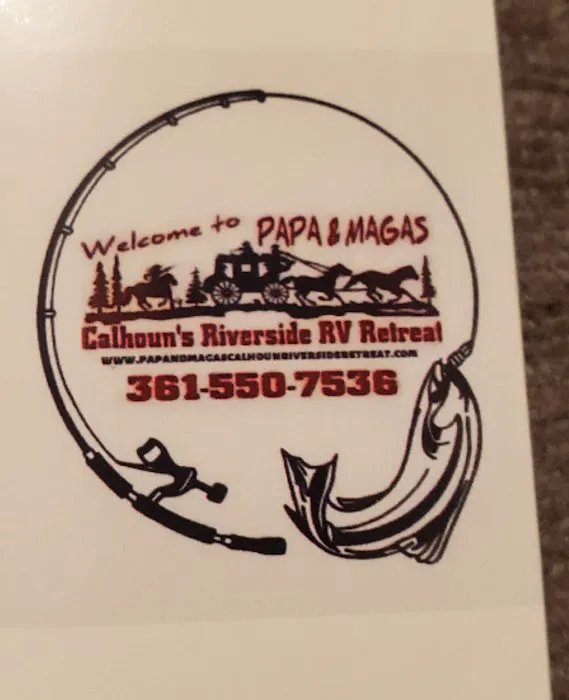 Welcome to PAPA & MAGAS
Calhoun's Riverside RV Retreat
WWW.PAPANDMAGASCALHOUNRIVERSIDERETREAT.COM
361-550-7536